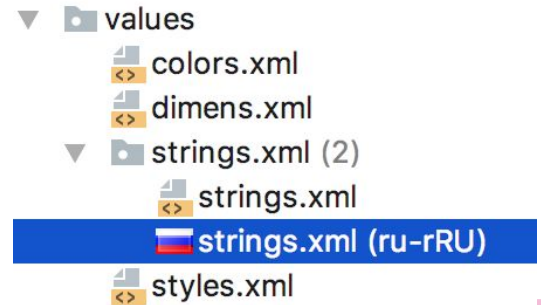 values
colors.xml
dimens.xml
strings.xml (2)
strings.xml
strings.xml (ru-rRU)
styles.xml